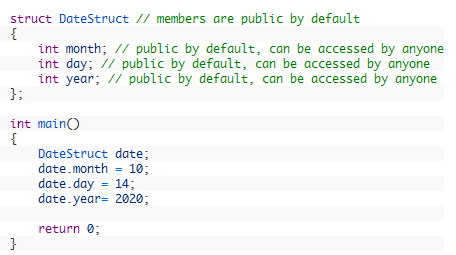 struct DateStruct // members are public by default
{
    int month; // public by default, can be accessed by anyone
    int day; // public by default, can be accessed by anyone
    int year; // public by default, can be accessed by anyone
};

int main()
{
    DateStruct date;
    date.month = 10;
    date.day = 14;
    date.year= 2020;

    return 0;
}